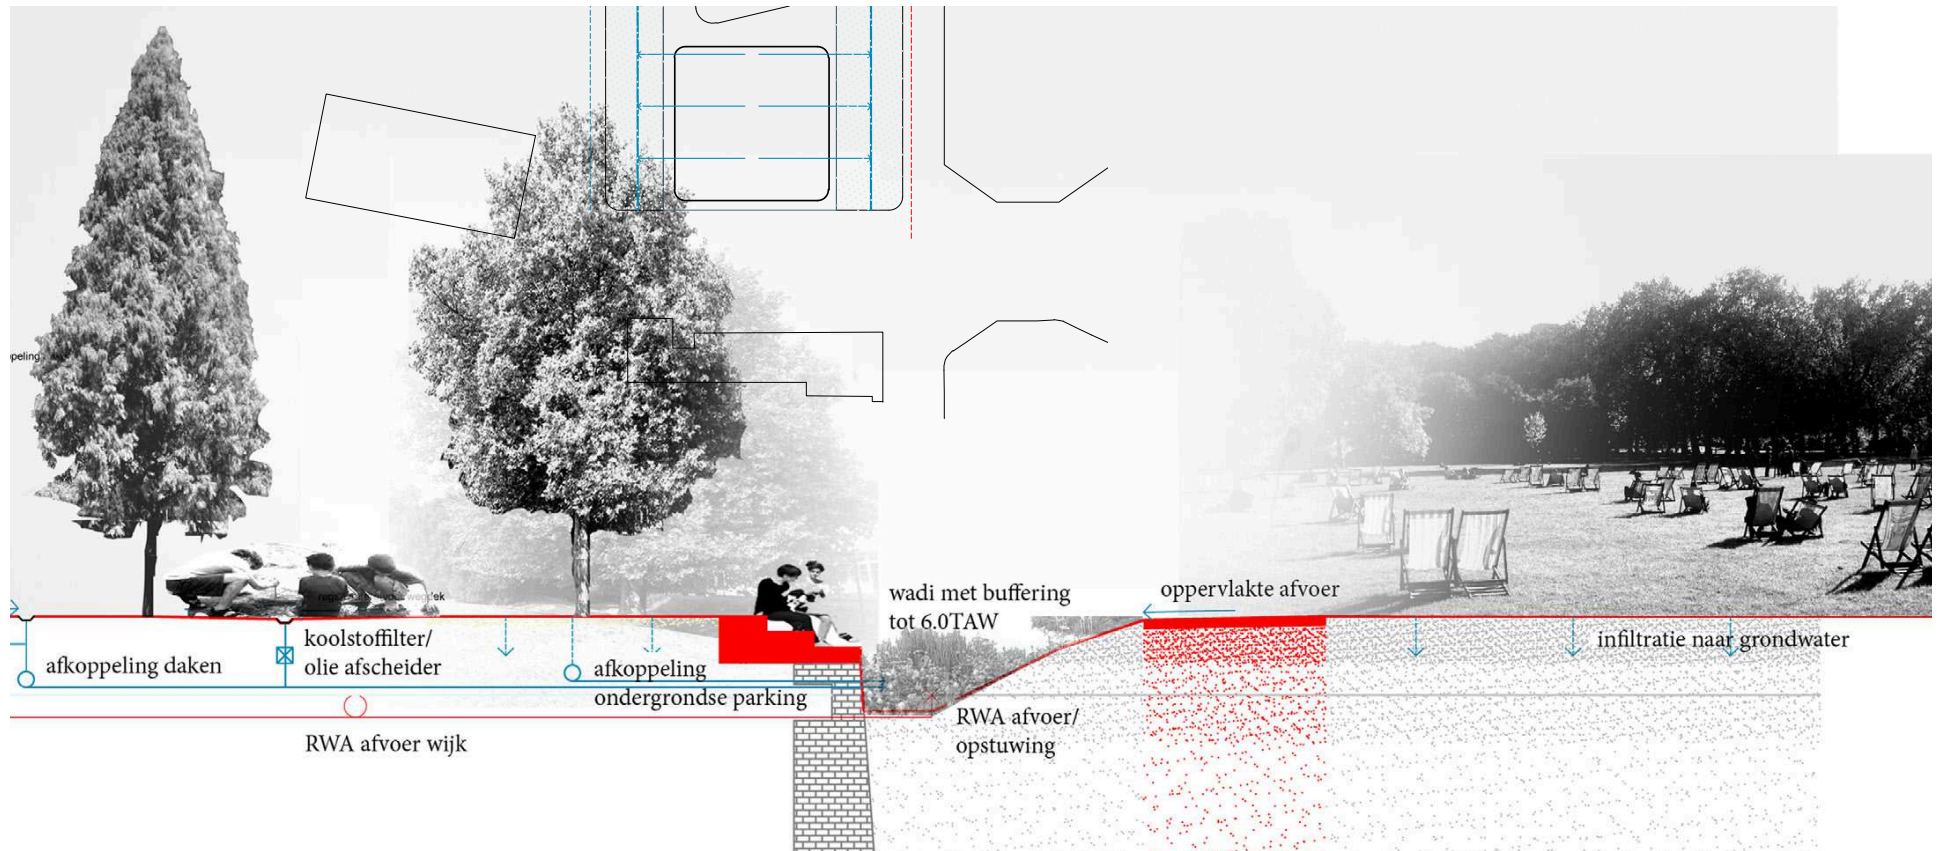 peling
wadi met buffering
tot 6.0TAW
oppervlakte afvoer
koolstoffilter/
olie afscheider
afkoppeling daken
afkoppeling
ondergrondse parking
infiltratie naar grondwater
RWA afvoer/
opstuwing
RWA afvoer wijk